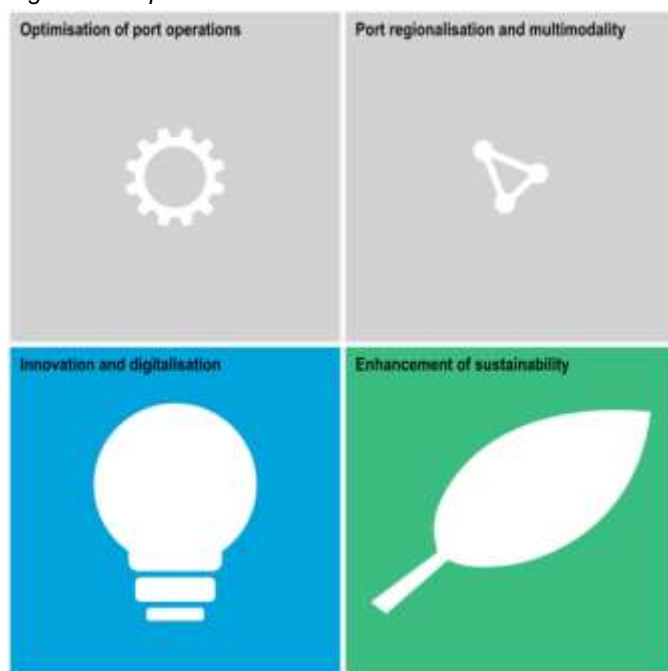 Optimisation of port operations
Port regionalisation and multimodality
Innovation and digitalisation
Enhancement of sustainability